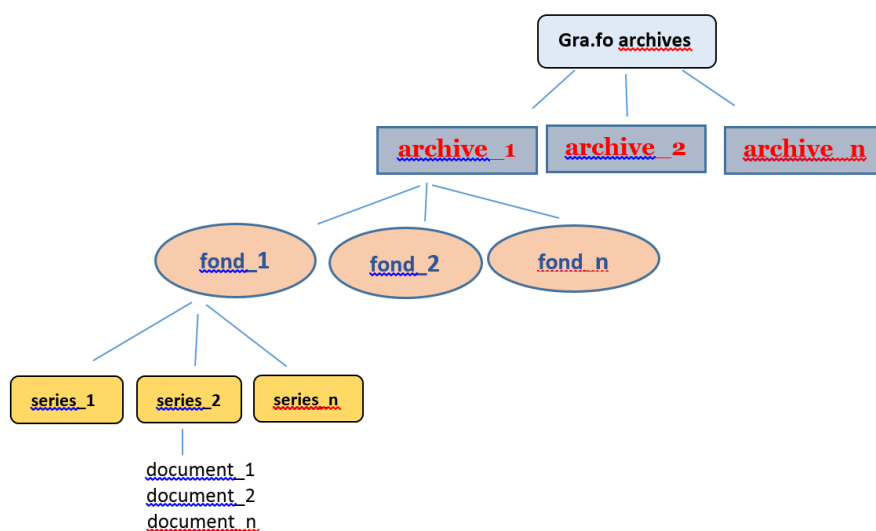 Gra.fo archives
archive_1
archive_2
archive_n
fond_1
fond_2
fond_n
series_1
series_2
series_n
document_1
document_2
document_n